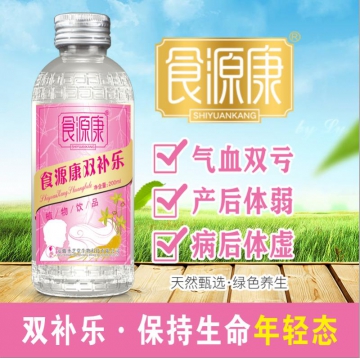 食源康
®
SHIYUANKANG
食源康
食源康双补乐
植物饮品
气血双亏
产后体弱
病后体虚
天然甄选·绿色养生
双补乐·保持生命年轻态